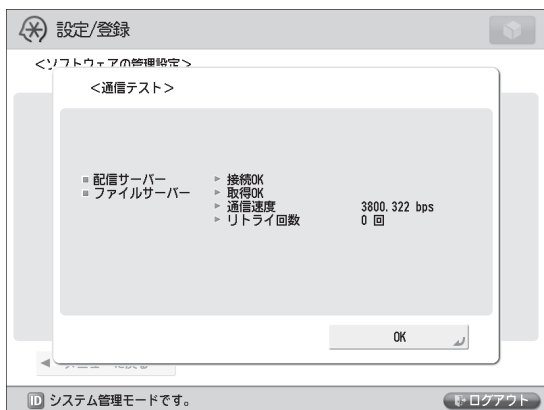 設定/登録
<ソフトウェアの管理設定>
<通信テスト>
配信サーバー ▶ 接続OK
ファイルサーバー ▶ 取得OK
▶ 通信速度 3800.322 bps
▶ リトライ回数 0 回
OK
ID システム管理モードです。
ログアウト